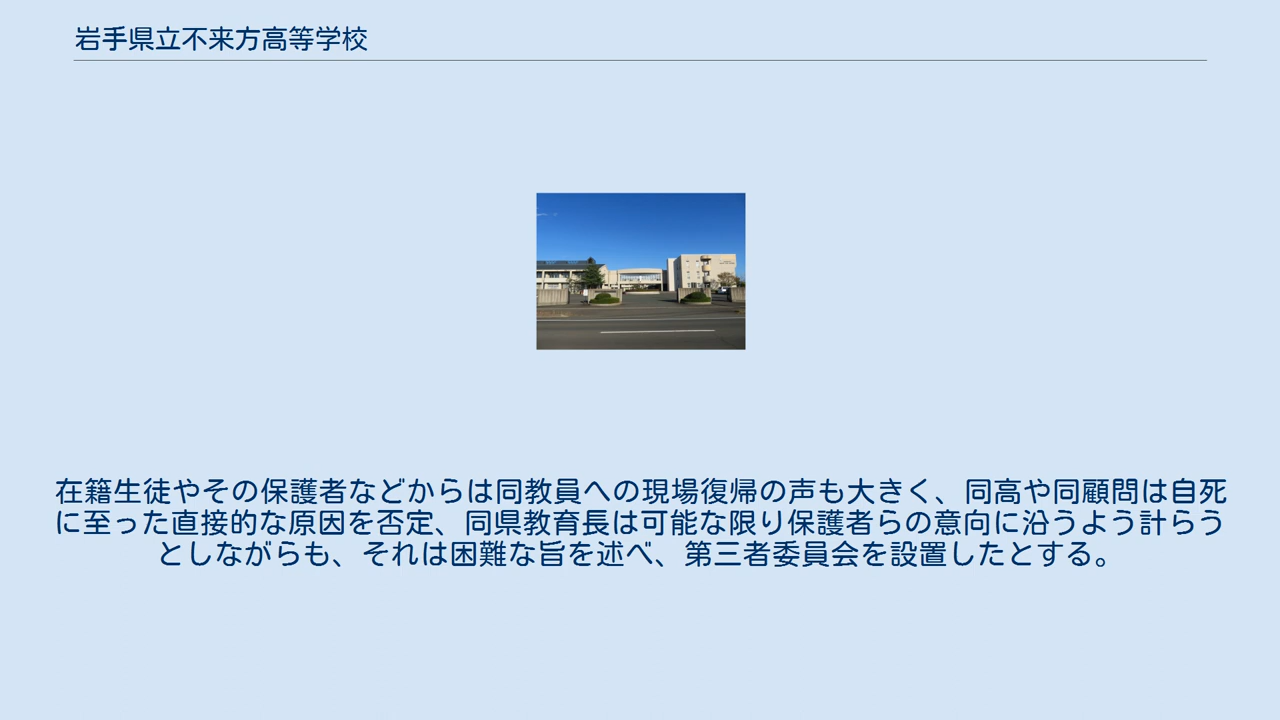 岩手県立不来方高等学校
在籍生徒やその保護者などからは同教員への現場復帰の声も大きく、同高や同顧問は自死
に至った直接的な原因を否定、同県教育長は可能な限り保護者らの意向に沿うよう計らう
としながらも、それは困難な旨を述べ、第三者委員会を設置したとする。